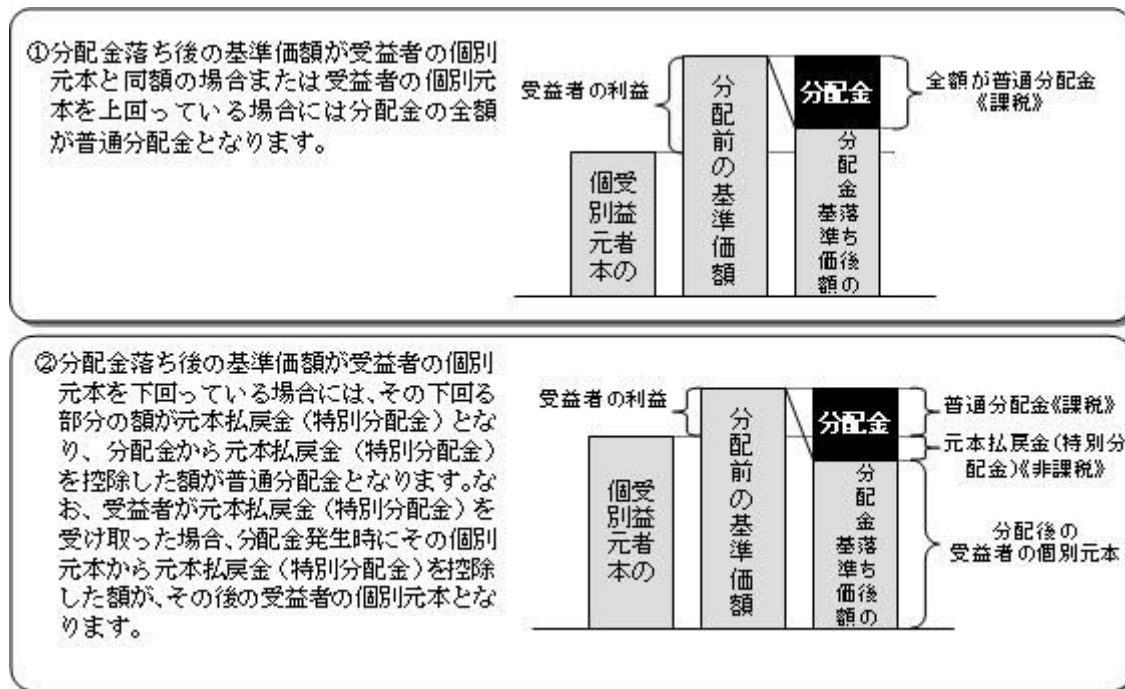 ①分配金落ち後の基準価額が受益者の個別
元本と同額の場合または受益者の個別元
本を上回っている場合には分配金の全額
が普通分配金となります。
受益者の利益
受益者の
個別元本
分配前の基準価額
分配金
分配金落ち後の
基準価額
全額が普通分配金
《課税》
②分配金落ち後の基準価額が受益者の個別
元本を下回っている場合には、その下回る
部分の額が元本払戻金(特別分配金)とな
り、分配金から元本払戻金(特別分配金)
を控除した額が普通分配金となります。な
お、受益者が元本払戻金(特別分配金)を
受け取った場合、分配金発生時にその個別
元本から元本払戻金(特別分配金)を控除
した額が、その後の受益者の個別元本とな
ります。
受益者の利益
受益者の
個別元本
分配前の基準価額
分配金
分配金落ち後の
基準価額
普通分配金《課税》
元本払戻金(特別分
配金)《非課税》
分配後の
受益者の個別元本